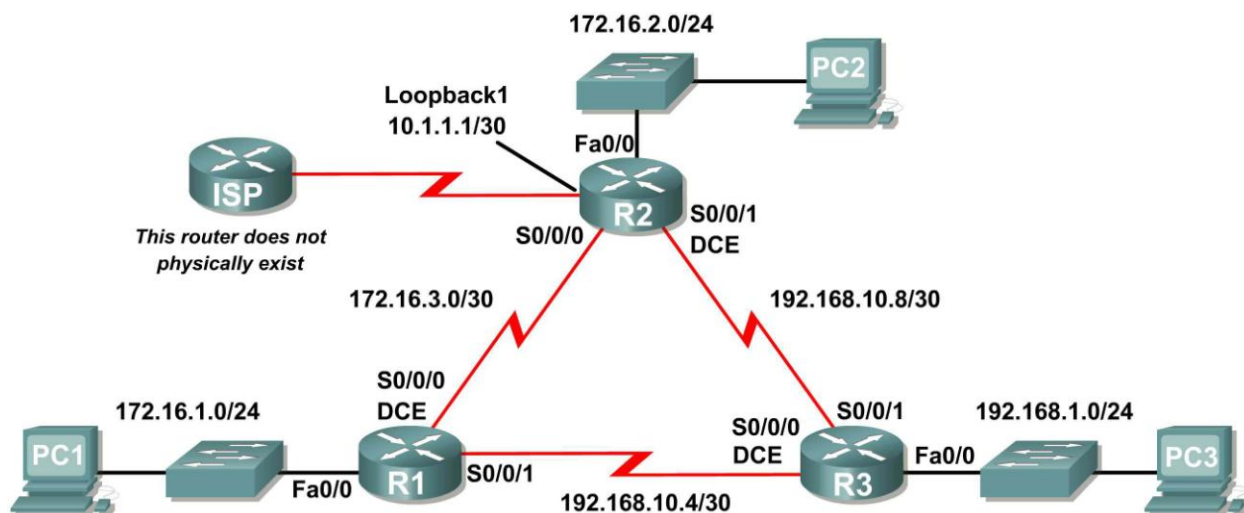 172.16.2.0/24
PC2
Loopback1
10.1.1.1/30
Fa0/0
ISP
R2
S0/0/1
DCE
S0/0/0
This router does not
physically exist
172.16.3.0/30
192.168.10.8/30
S0/0/0
DCE
172.16.1.0/24
S0/0/1
192.168.1.0/24
S0/0/0
DCE
PC1
Fa0/0
R1
S0/0/1
192.168.10.4/30
R3
Fa0/0
PC3